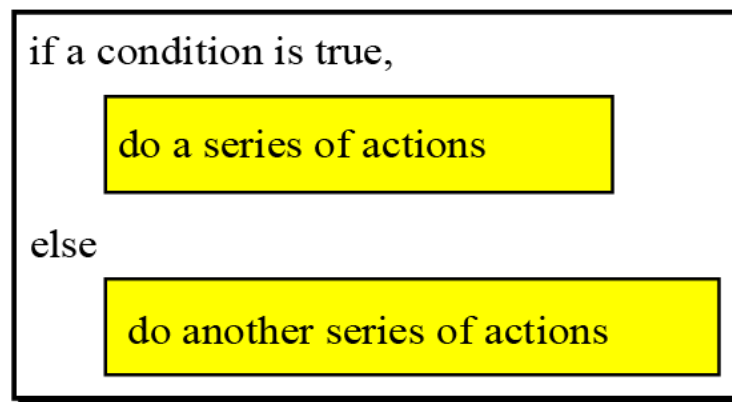 if a condition is true,
do a series of actions
else
do another series of actions